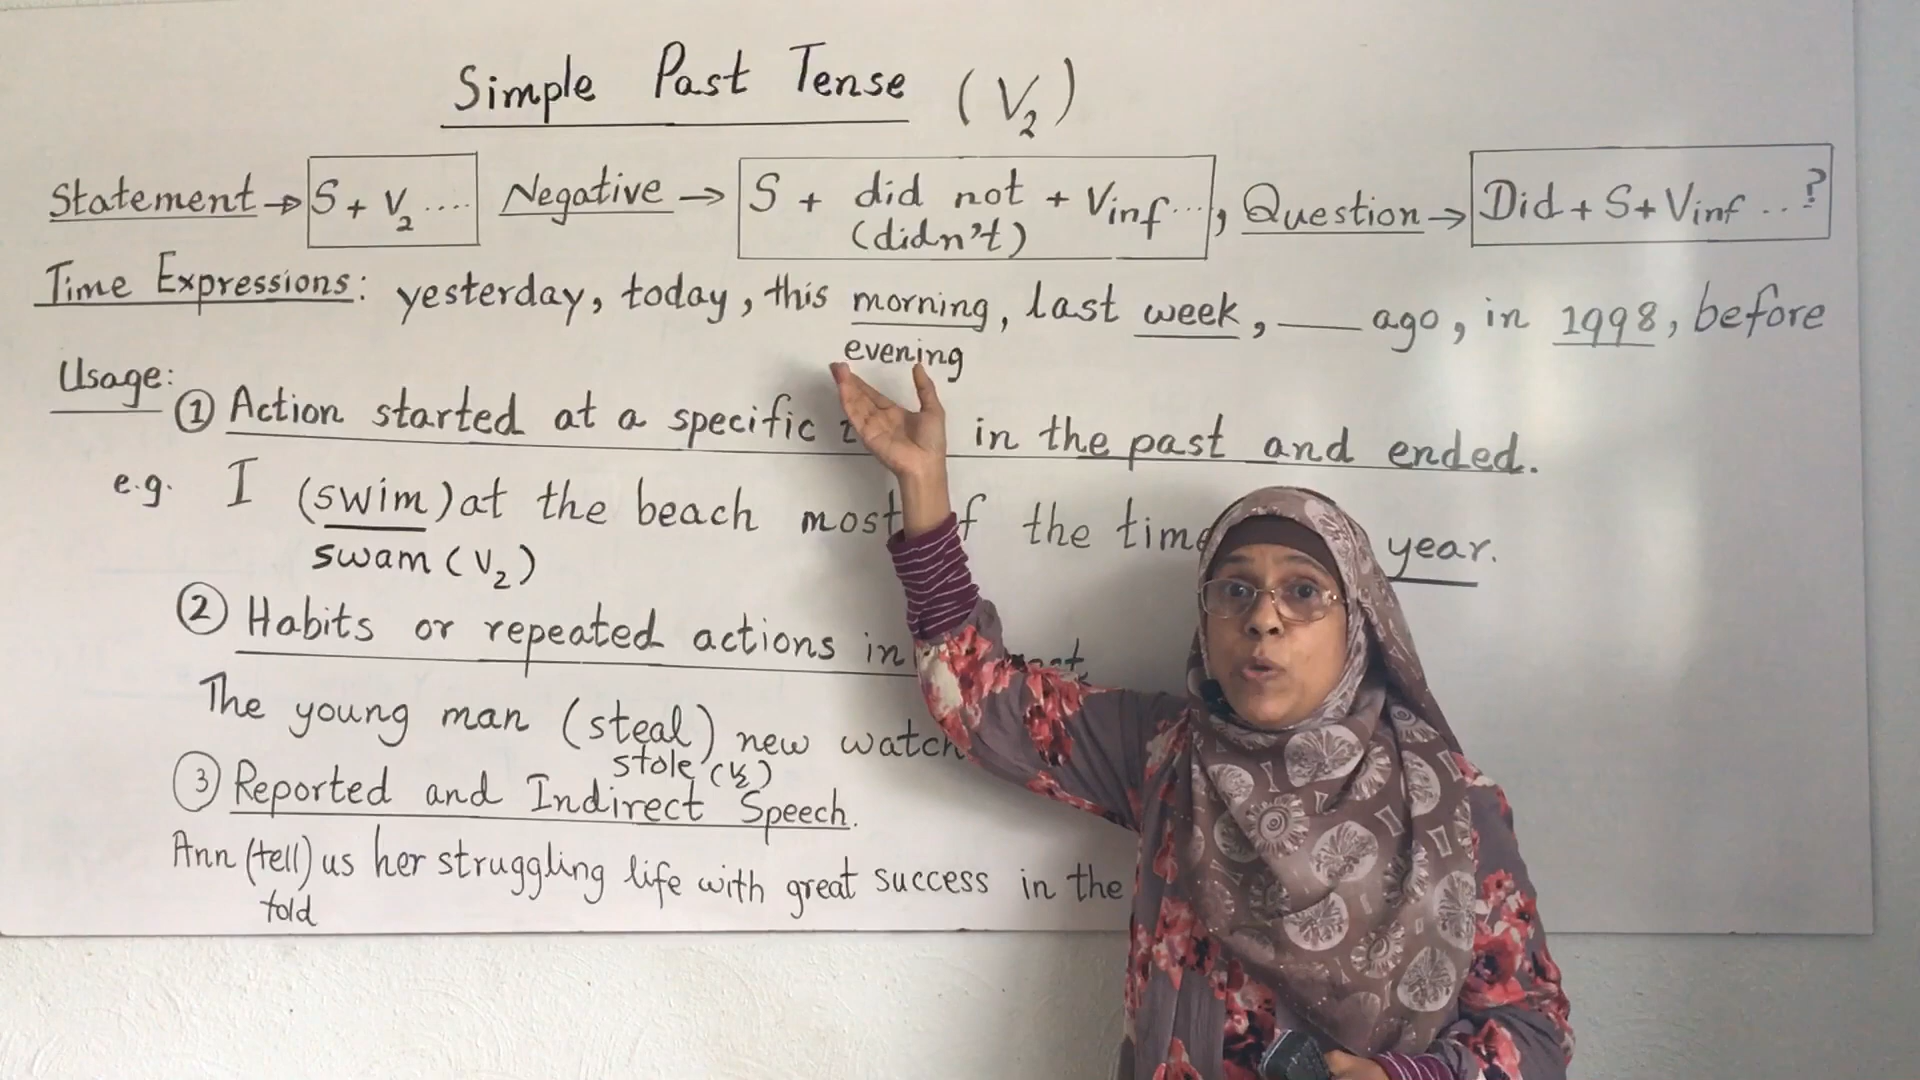 Simple Past Tense (V2)
Statement → S + V2 .... Negative → S + did not + Vinf ..., Question → Did + S + Vinf .. ?
(didn't)
Time Expressions: yesterday, today, this morning, last week, ___ ago, in 1998, before
evening
Usage:
① Action started at a specific in the past and ended.
e.g. I (swim) at the beach most the year.
swam (V2)
② Habits or repeated actions in
The young man (steal) new
stole (V2)
③ Reported and Indirect Speech.
Ann (tell) us her struggling life with great success in the
told